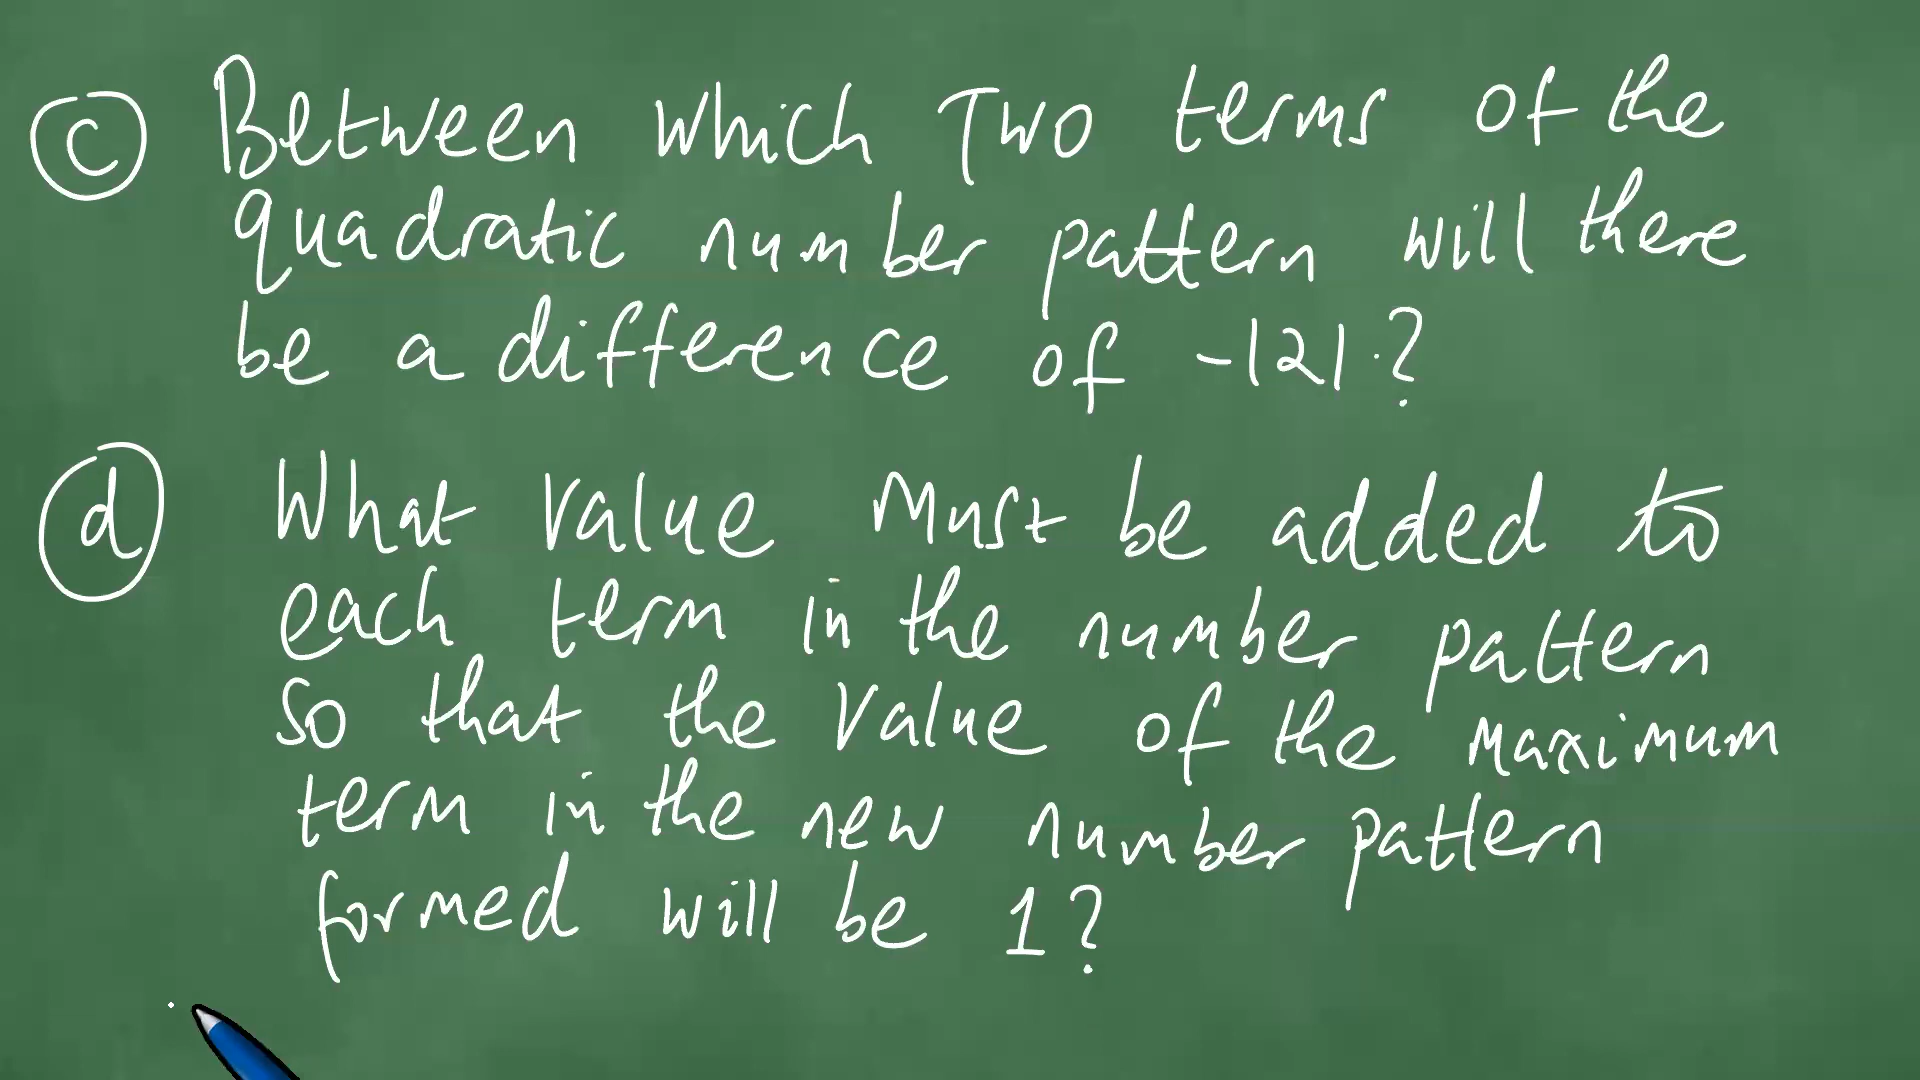 c Between which Two terms of the
quadratic number pattern will there
be a difference of -121?
d What value must be added to
each term in the number pattern
so that the value of the maximum
term in the new number pattern
formed will be 1?